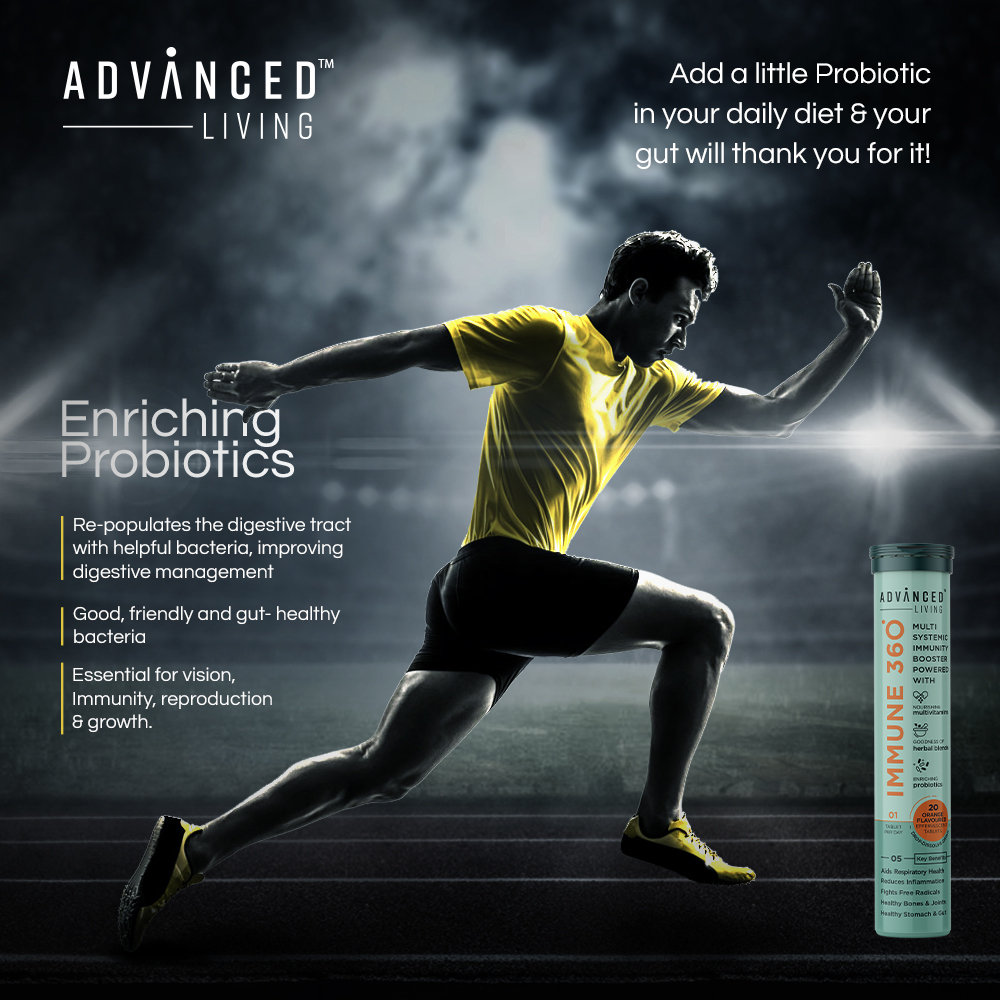 ADVANCED™
LIVING
Add a little Probiotic
in your daily diet & your
gut will thank you for it!
Enriching
Probiotics
Re-populates the digestive tract
with helpful bacteria, improving
digestive management
Good, friendly and gut- healthy
bacteria
Essential for vision,
Immunity, reproduction
& growth.
ADVANCED
LIVING
IMMUNE 360°
MULTI
SYSTEMIC
IMMUNITY
BOOSTER
POWERED
WITH
NOURISHING
multivitamins
GOODNESS OF
herbal blends
ENRICHING
probiotics
01
TABLET
PER DAY
20
ORANGE
FLAVOURED
EFFERVESCENT
TABLETS
05
Key Benefits
Aids Respiratory Health
Reduces Inflammation
Fights Free Radicals
Healthy Bones & Joints
Healthy Stomach & Gut